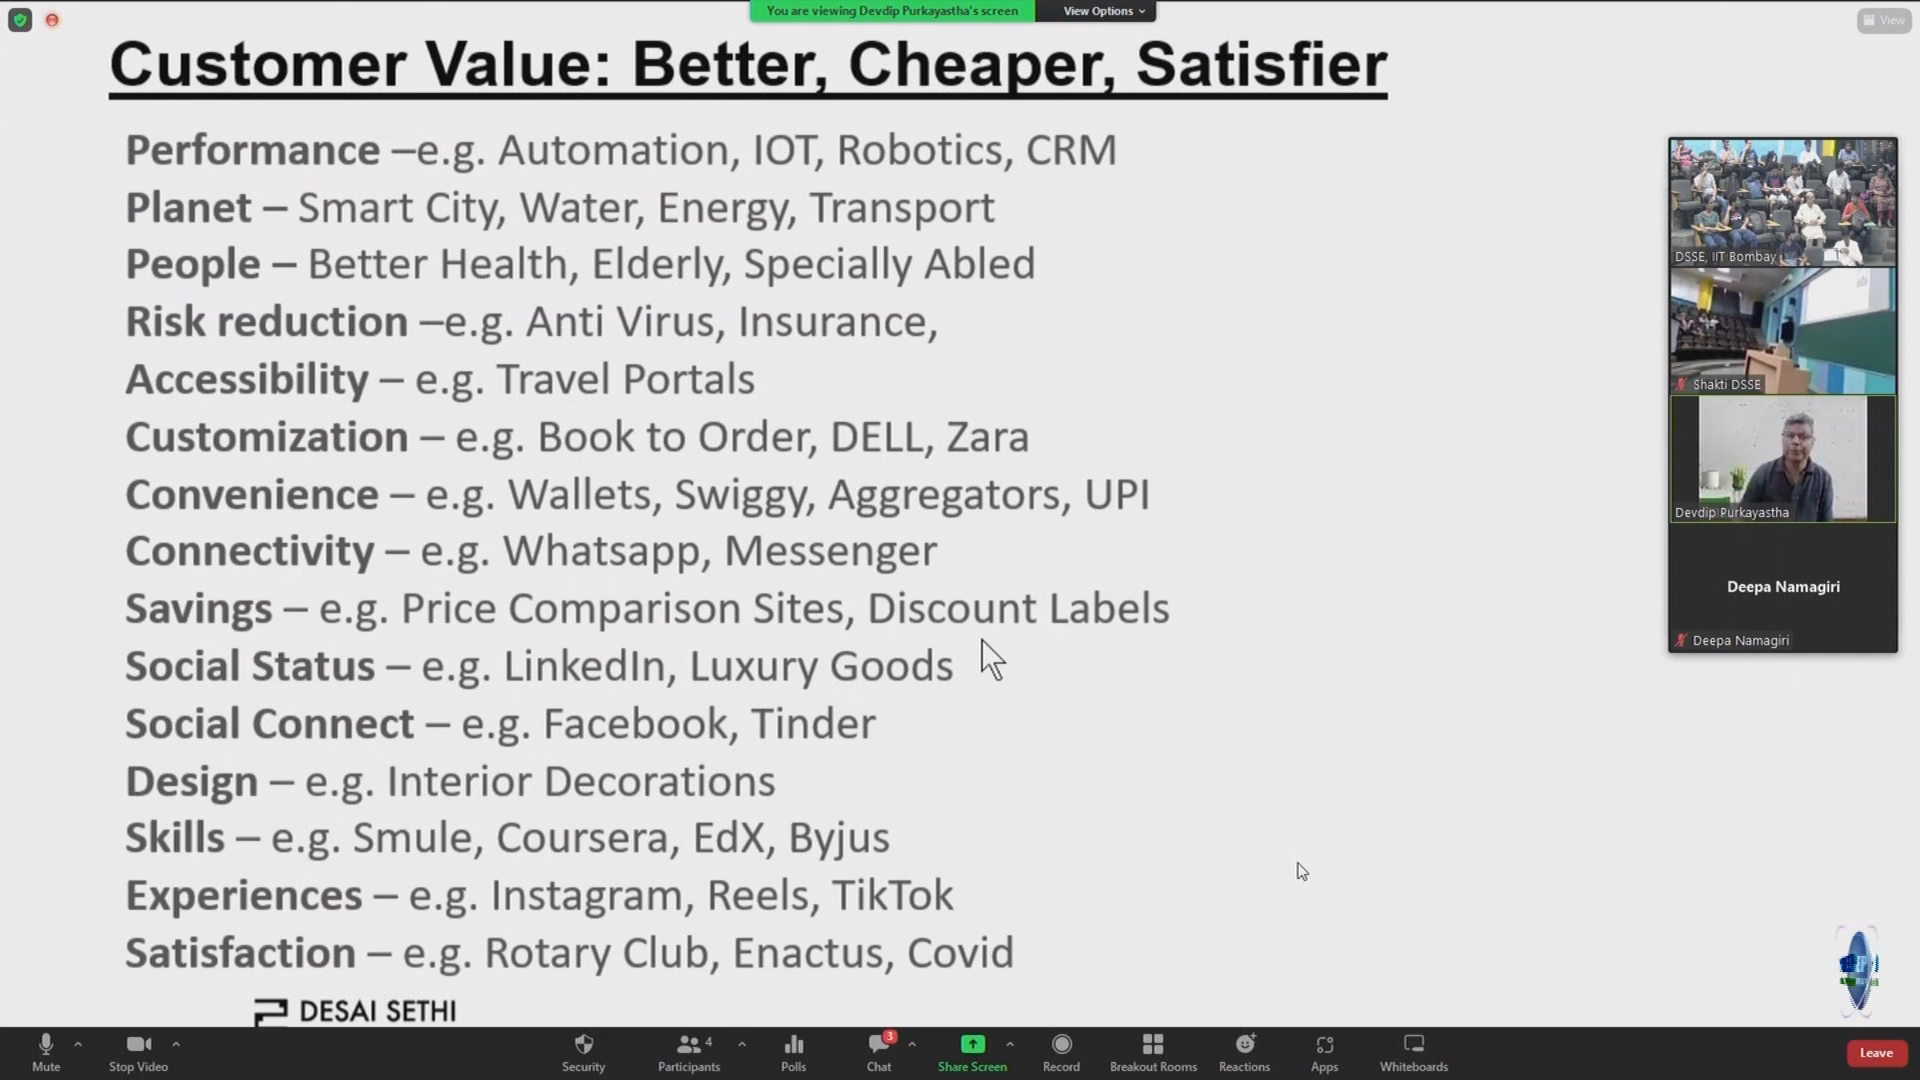 You are viewing Devdip Purkayastha's screen
View Options
View
Customer Value: Better, Cheaper, Satisfier
Performance –e.g. Automation, IOT, Robotics, CRM
Planet – Smart City, Water, Energy, Transport
People – Better Health, Elderly, Specially Abled
Risk reduction –e.g. Anti Virus, Insurance,
Accessibility – e.g. Travel Portals
Customization – e.g. Book to Order, DELL, Zara
Convenience – e.g. Wallets, Swiggy, Aggregators, UPI
Connectivity – e.g. Whatsapp, Messenger
Savings – e.g. Price Comparison Sites, Discount Labels
Social Status – e.g. LinkedIn, Luxury Goods
Social Connect – e.g. Facebook, Tinder
Design – e.g. Interior Decorations
Skills – e.g. Smule, Coursera, EdX, Byjus
Experiences – e.g. Instagram, Reels, TikTok
Satisfaction – e.g. Rotary Club, Enactus, Covid
DESAI SETHI
DSSE, IIT Bombay
Shakti DSSE
Devdip Purkayastha
Deepa Namagiri
Deepa Namagiri
Mute
Stop Video
Security
Participants 4
Polls
Chat 3
Share Screen
Record
Breakout Rooms
Reactions
Apps
Whiteboards
Leave